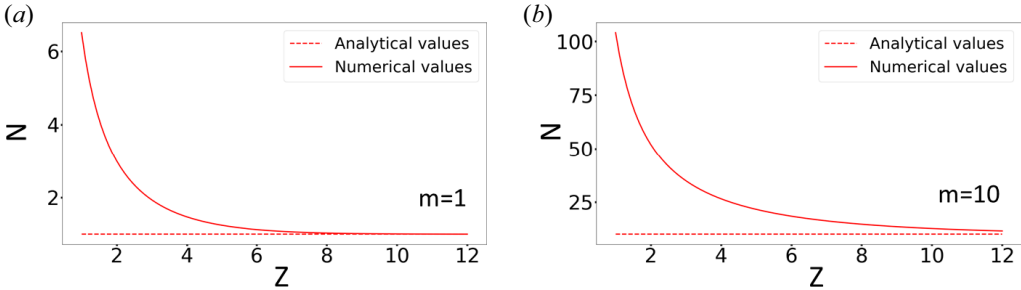 (a)
6
4
2
N
Analytical values
Numerical values
m=1
2 4 6 8 10 12
Z
(b)
100
75
50
25
N
Analytical values
Numerical values
m=10
2 4 6 8 10 12
Z